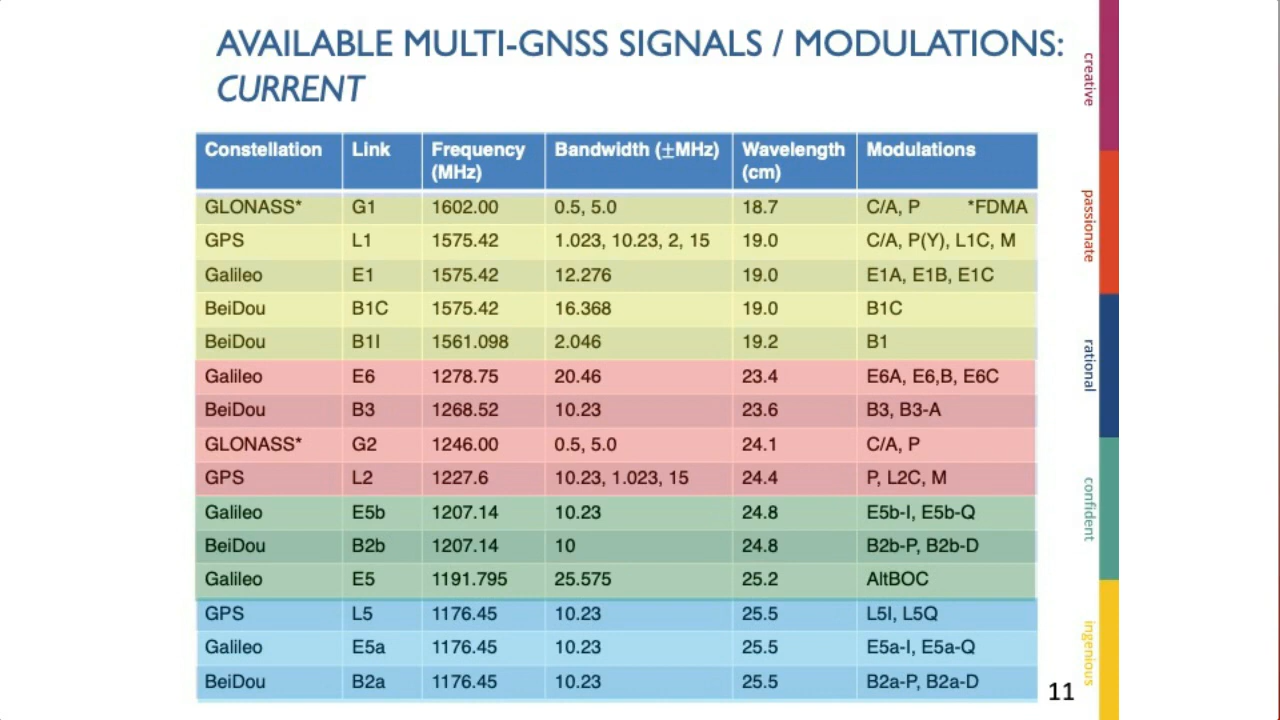 AVAILABLE MULTI-GNSS SIGNALS / MODULATIONS:
CURRENT
Constellation Link Frequency (MHz) Bandwidth (±MHz) Wavelength (cm) Modulations
GLONASS* G1 1602.00 0.5, 5.0 18.7 C/A, P *FDMA
GPS L1 1575.42 1.023, 10.23, 2, 15 19.0 C/A, P(Y), L1C, M
Galileo E1 1575.42 12.276 19.0 E1A, E1B, E1C
BeiDou B1C 1575.42 16.368 19.0 B1C
BeiDou B1I 1561.098 2.046 19.2 B1
Galileo E6 1278.75 20.46 23.4 E6A, E6,B, E6C
BeiDou B3 1268.52 10.23 23.6 B3, B3-A
GLONASS* G2 1246.00 0.5, 5.0 24.1 C/A, P
GPS L2 1227.6 10.23, 1.023, 15 24.4 P, L2C, M
Galileo E5b 1207.14 10.23 24.8 E5b-I, E5b-Q
BeiDou B2b 1207.14 10 24.8 B2b-P, B2b-D
Galileo E5 1191.795 25.575 25.2 AltBOC
GPS L5 1176.45 10.23 25.5 L5I, L5Q
Galileo E5a 1176.45 10.23 25.5 E5a-I, E5a-Q
BeiDou B2a 1176.45 10.23 25.5 B2a-P, B2a-D
11
creative
passionate
rational
confident
ingenious